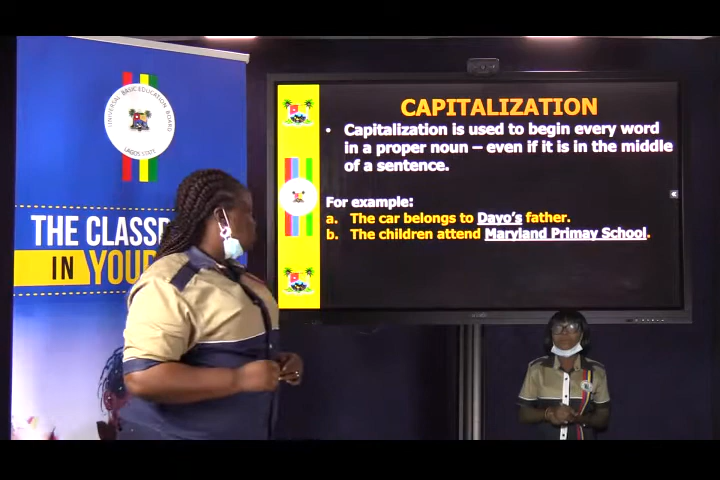 UNIVERSAL BASIC EDUCATION BOARD
LAGOS STATE
THE CLASS
IN YOUR
CAPITALIZATION
• Capitalization is used to begin every word
in a proper noun – even if it is in the middle
of a sentence.
For example:
a. The car belongs to Dayo's father.
b. The children attend Maryland Primay School.